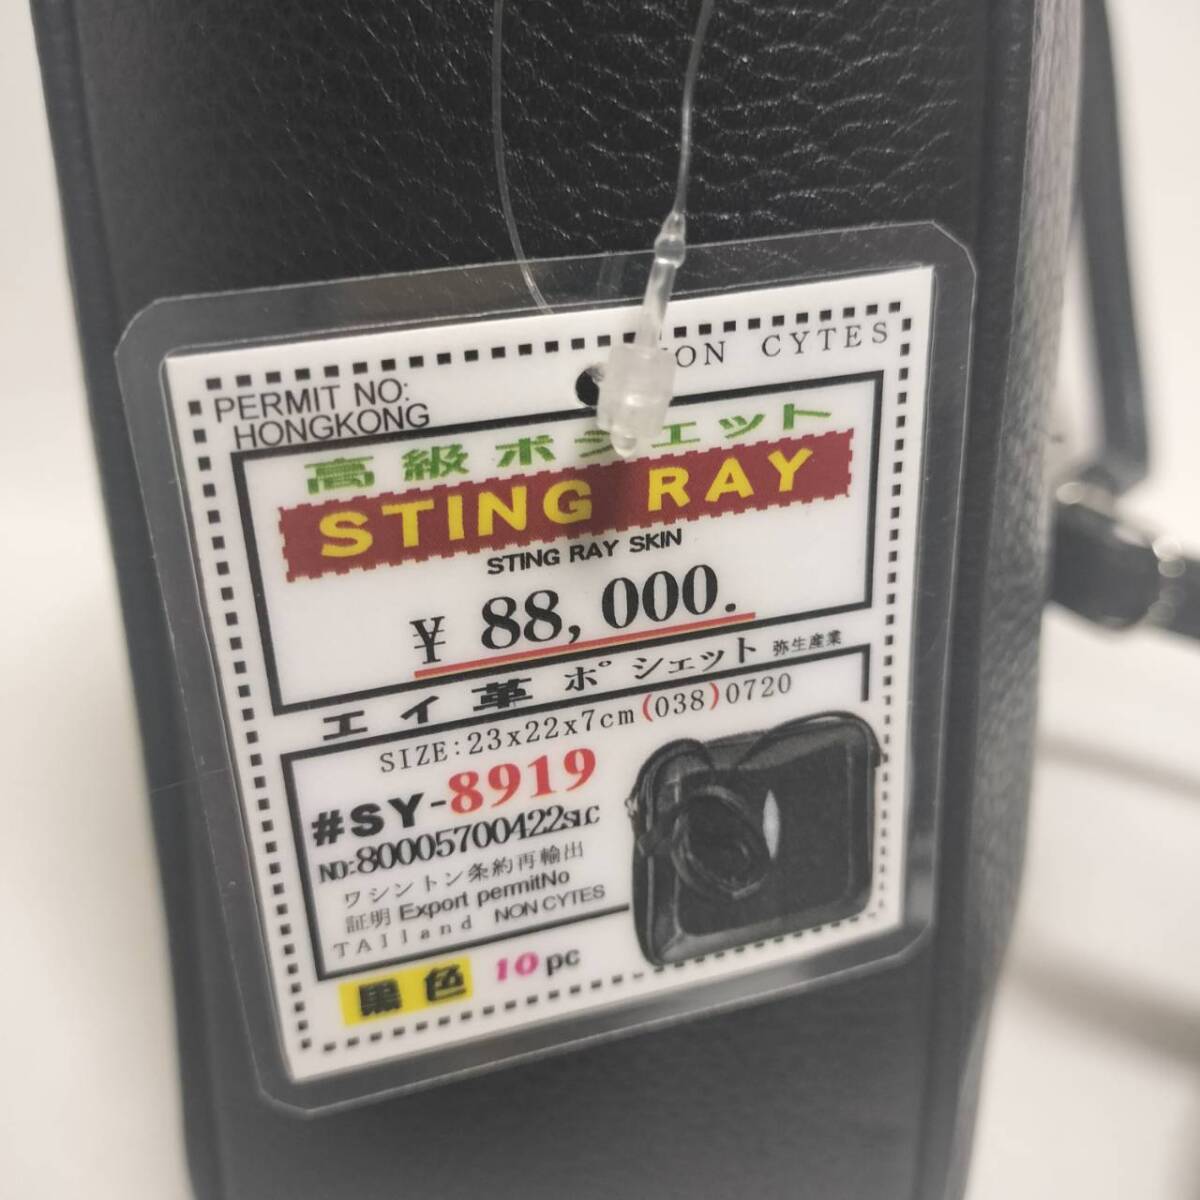 PERMIT NO:
HONGKONG
NON CYTES
高級ポシェット
STING RAY
STING RAY SKIN
¥ 88,000.
エイ革 ポシェット 弥生産業
SIZE:23x22x7cm(038)0720
#SY-8919
NO:80005700422SLC
ワシントン条約再輸出
証明 Export permitNo
TAIland NON CYTES
黒色 10pc